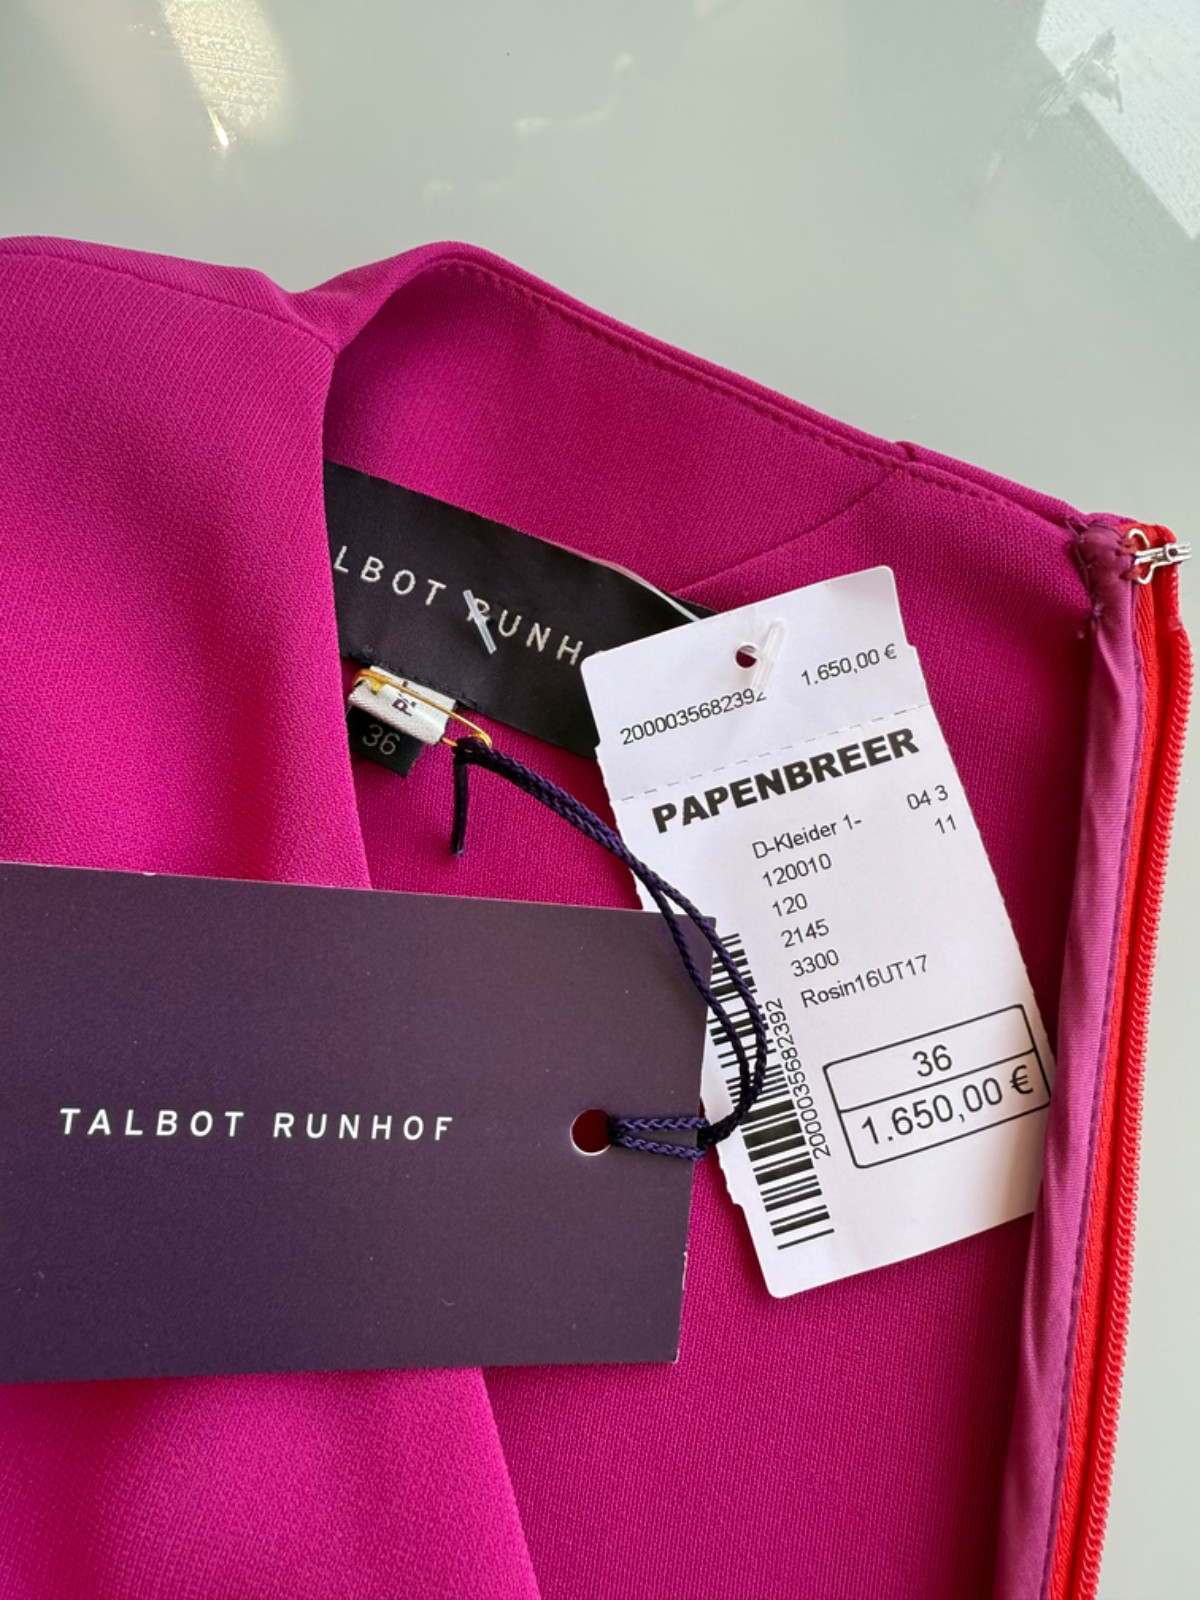 LBOT RUNH
36
2000035682392 1.650,00 €
PAPENBREER
D-Kleider 1- 04 3
120010 11
120
2145
3300
Rosin16UT17
2000035682392
36
1.650,00 €
TALBOT RUNHOF